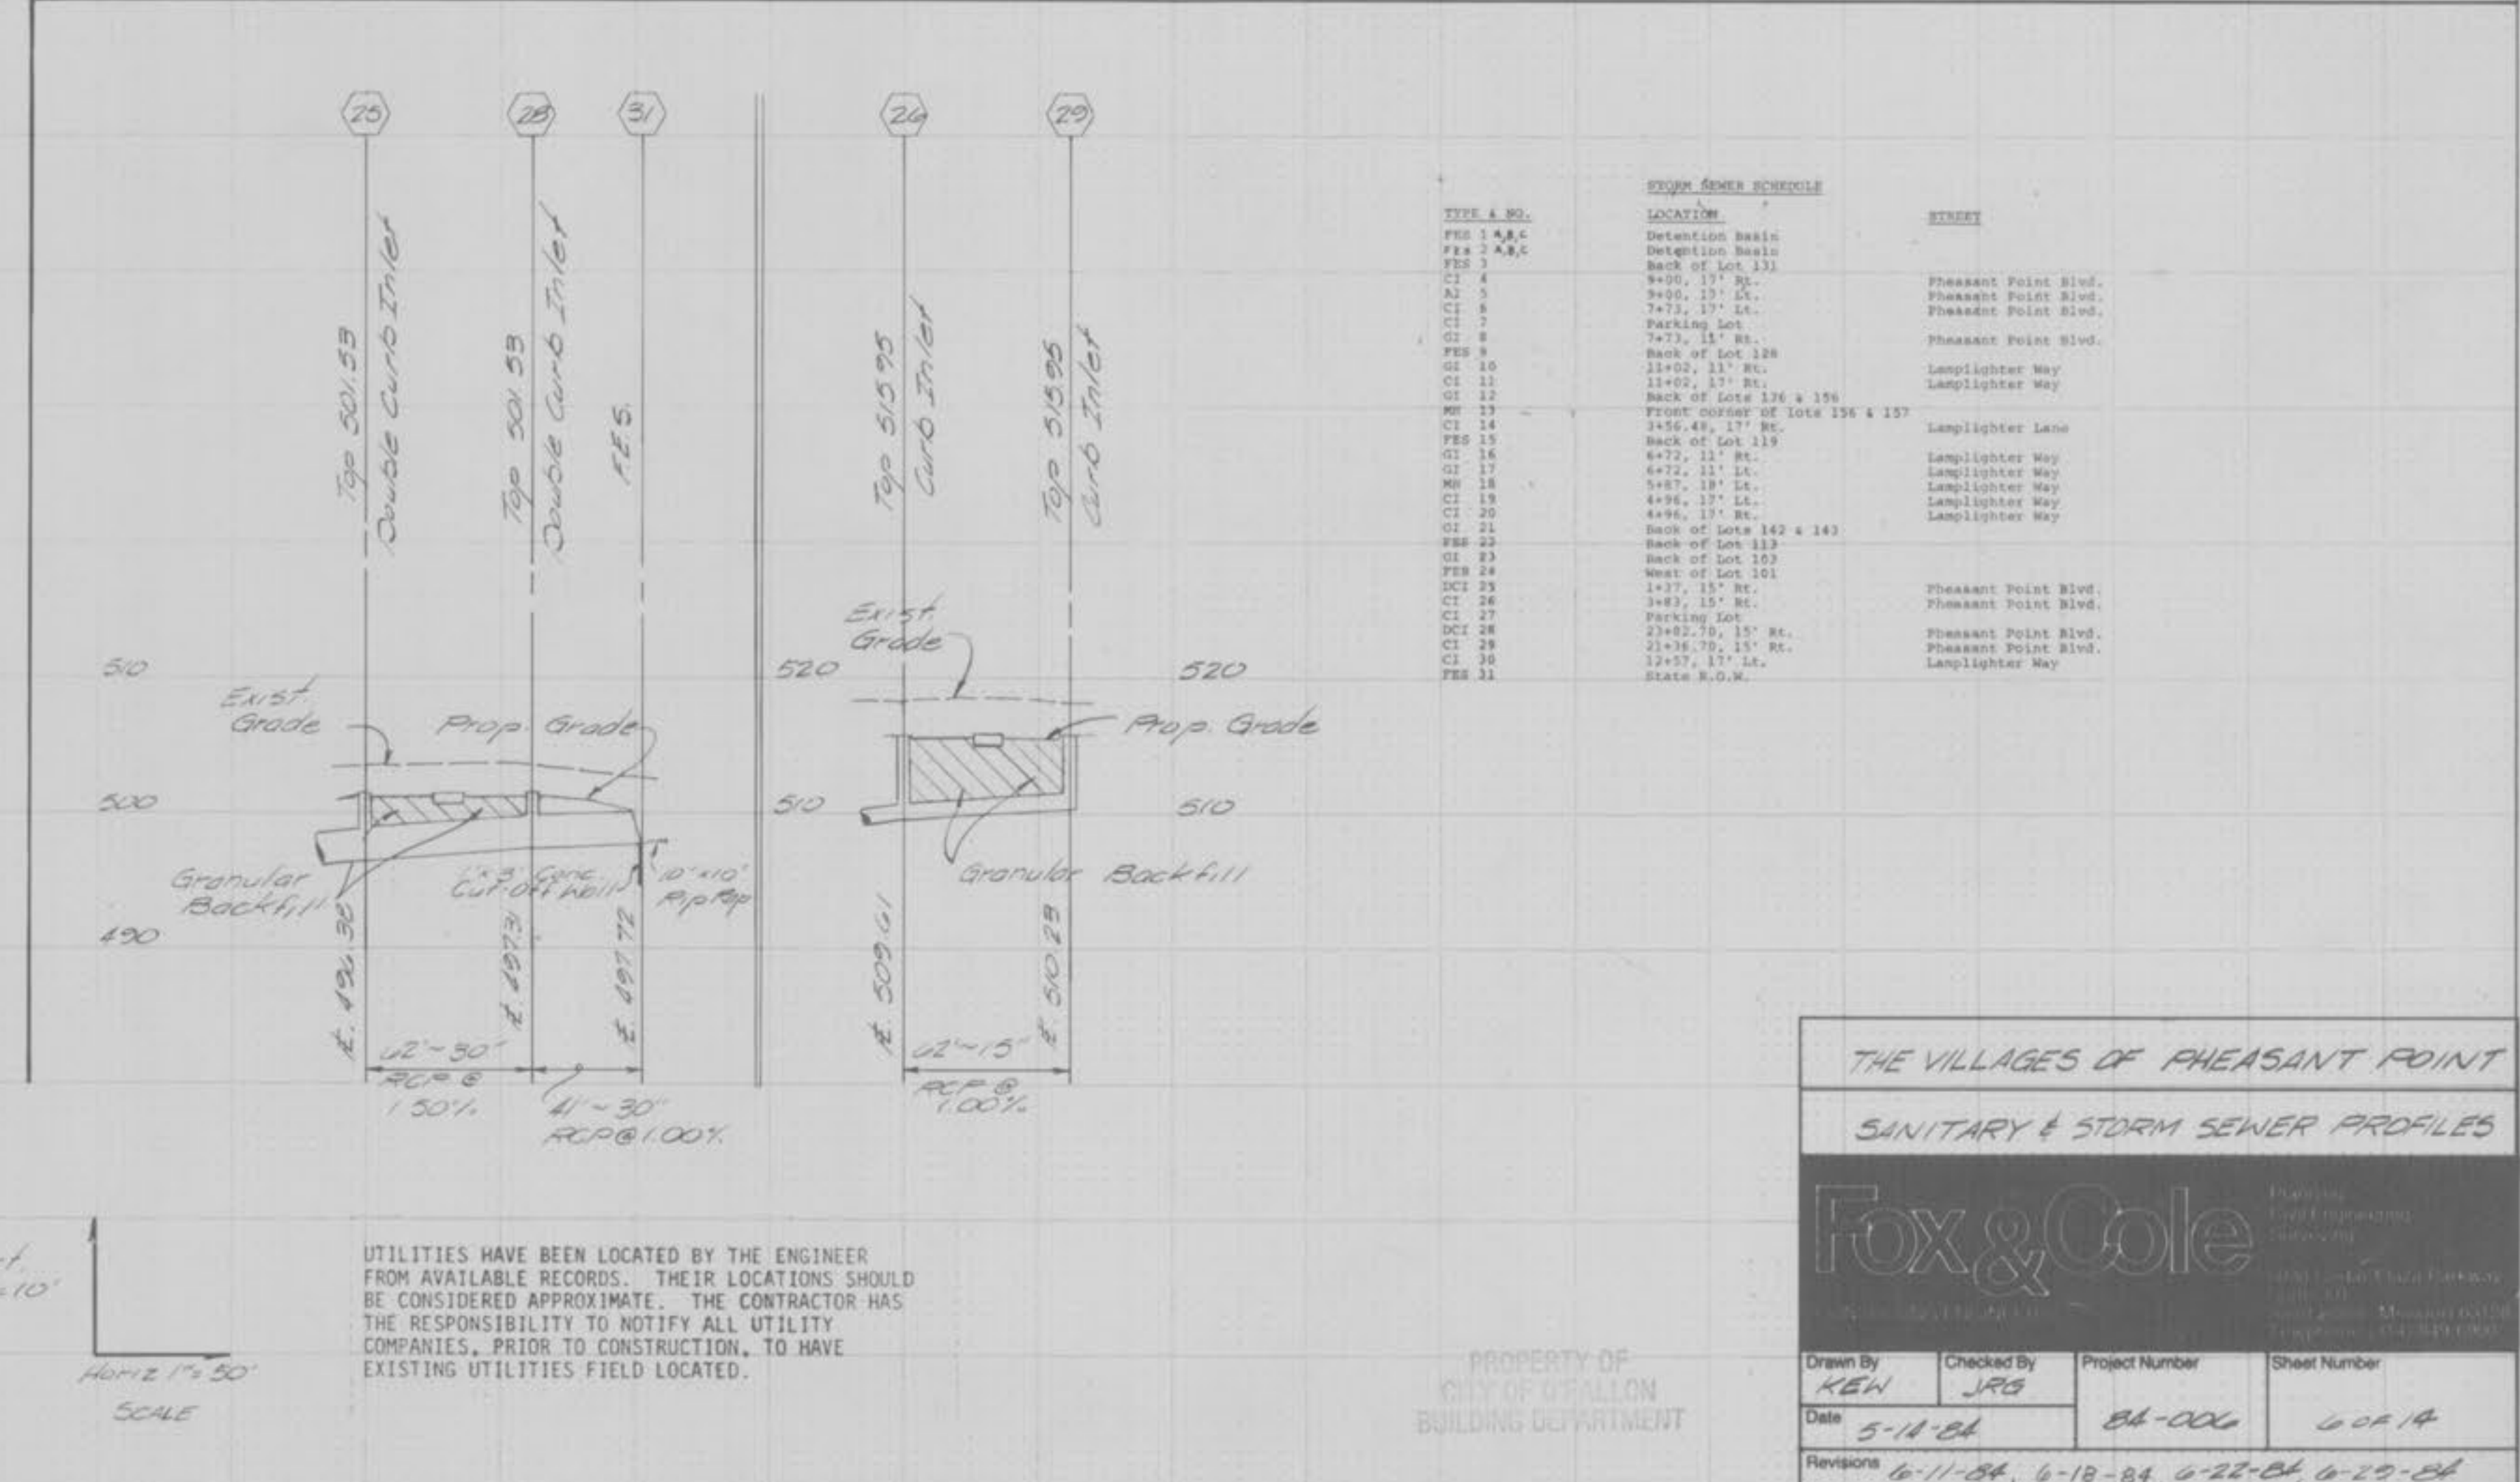 25
28
31
26
29
Top 501.53
Double Curb Inlet
Top 501.53
Double Curb Inlet
F.E.S.
Top 515.95
Curb Inlet
Top 515.95
Curb Inlet
510
Exist.
Grade
Prop. Grade
500
Granular
Backfill
Conc.
Cut-Off Wall
10'x10'
Rip Rap
490
520
Exist.
Grade
520
Prop. Grade
510
510
Granular Backfill
℄. 496.38
℄. 497.31
℄. 497.72
℄. 509.61
℄. 510.23
62'~30"
RCP @
1.50%
41'~30"
RCP@1.00%
62'~15"
RCP @
1.00%
STORM SEWER SCHEDULE
TYPE & NO. LOCATION STREET
FES 1 A,B,C Detention Basin
FES 2 A,B,C Detention Basin
FES 3 Back of Lot 131
CI 4 9+00, 17' Rt. Pheasant Point Blvd.
AI 5 9+00, 17' Lt. Pheasant Point Blvd.
CI 6 7+73, 17' Lt. Pheasant Point Blvd.
CI 7 Parking Lot
GI 8 7+73, 11' Rt. Pheasant Point Blvd.
FES 9 Back of Lot 128
GI 10 11+02, 11' Rt. Lamplighter Way
CI 11 11+02, 17' Rt. Lamplighter Way
GI 12 Back of Lots 136 & 156
MH 13 Front corner of lots 156 & 157
CI 14 3+56.48, 17' Rt. Lamplighter Lane
FES 15 Back of Lot 119
GI 16 6+72, 11' Rt. Lamplighter Way
GI 17 6+72, 11' Lt. Lamplighter Way
MH 18 5+87, 18' Lt. Lamplighter Way
CI 19 4+96, 17' Lt. Lamplighter Way
CI 20 4+96, 17' Rt. Lamplighter Way
GI 21 Back of Lots 142 & 143
FES 22 Back of Lot 113
GI 23 Back of Lot 103
FES 24 West of Lot 101
DCI 25 1+37, 15' Rt. Pheasant Point Blvd.
CI 26 3+83, 15' Rt. Pheasant Point Blvd.
CI 27 Parking Lot
DCI 28 23+82.70, 15' Rt. Pheasant Point Blvd.
CI 29 21+36.70, 15' Rt. Pheasant Point Blvd.
CI 30 12+57, 17' Lt. Lamplighter Way
FES 31 State R.O.W.
Horiz 1"=50'
SCALE
UTILITIES HAVE BEEN LOCATED BY THE ENGINEER
FROM AVAILABLE RECORDS. THEIR LOCATIONS SHOULD
BE CONSIDERED APPROXIMATE. THE CONTRACTOR HAS
THE RESPONSIBILITY TO NOTIFY ALL UTILITY
COMPANIES, PRIOR TO CONSTRUCTION, TO HAVE
EXISTING UTILITIES FIELD LOCATED.
PROPERTY OF
CITY OF O'FALLON
BUILDING DEPARTMENT
THE VILLAGES OF PHEASANT POINT
SANITARY & STORM SEWER PROFILES
Fox & Cole
Planning
Civil Engineering
Surveying
Drawn By
KEW
Checked By
JRG
Project Number
84-006
Sheet Number
6 OF 14
Date 5-14-84
Revisions 6-11-84, 6-18-84, 6-22-84, 6-29-84